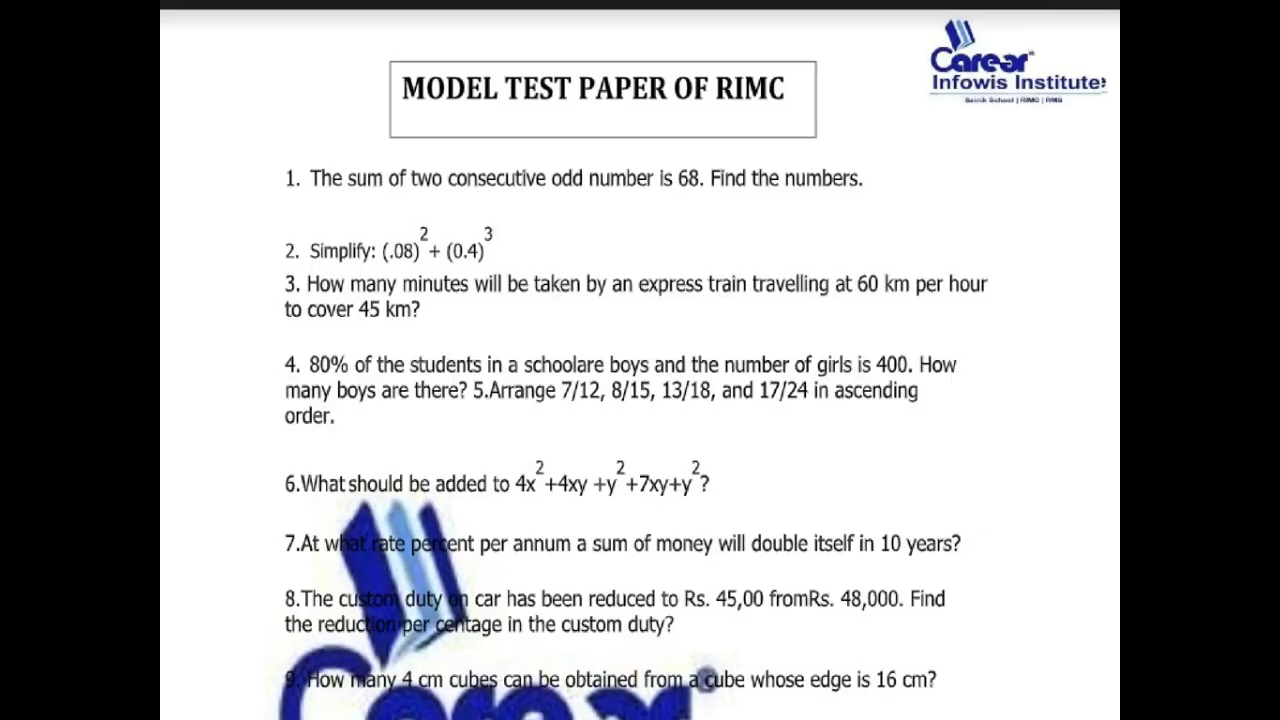 Carear
Infowis Institute
Sainik School | RIMC | RMS
MODEL TEST PAPER OF RIMC
1. The sum of two consecutive odd number is 68. Find the numbers.
2. Simplify: (.08)² + (0.4)³
3. How many minutes will be taken by an express train travelling at 60 km per hour
to cover 45 km?
4. 80% of the students in a schoolare boys and the number of girls is 400. How
many boys are there? 5.Arrange 7/12, 8/15, 13/18, and 17/24 in ascending
order.
6.What should be added to 4x²+4xy +y²+7xy+y²?
7.At what rate percent per annum a sum of money will double itself in 10 years?
8.The custom duty on car has been reduced to Rs. 45,00 fromRs. 48,000. Find
the reduction per centage in the custom duty?
9. How many 4 cm cubes can be obtained from a cube whose edge is 16 cm?
Carear